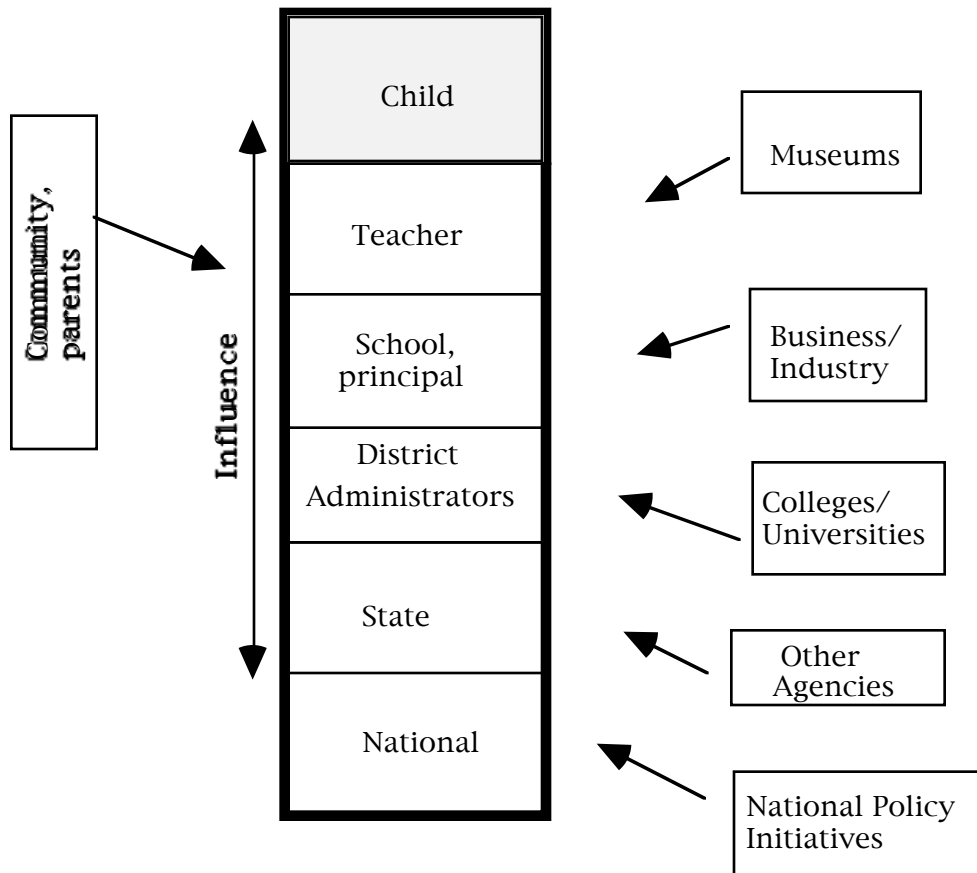 Child
Teacher
School,
principal
District
Administrators
State
National
Community,
parents
Influence
Museums
Business/
Industry
Colleges/
Universities
Other
Agencies
National Policy
Initiatives